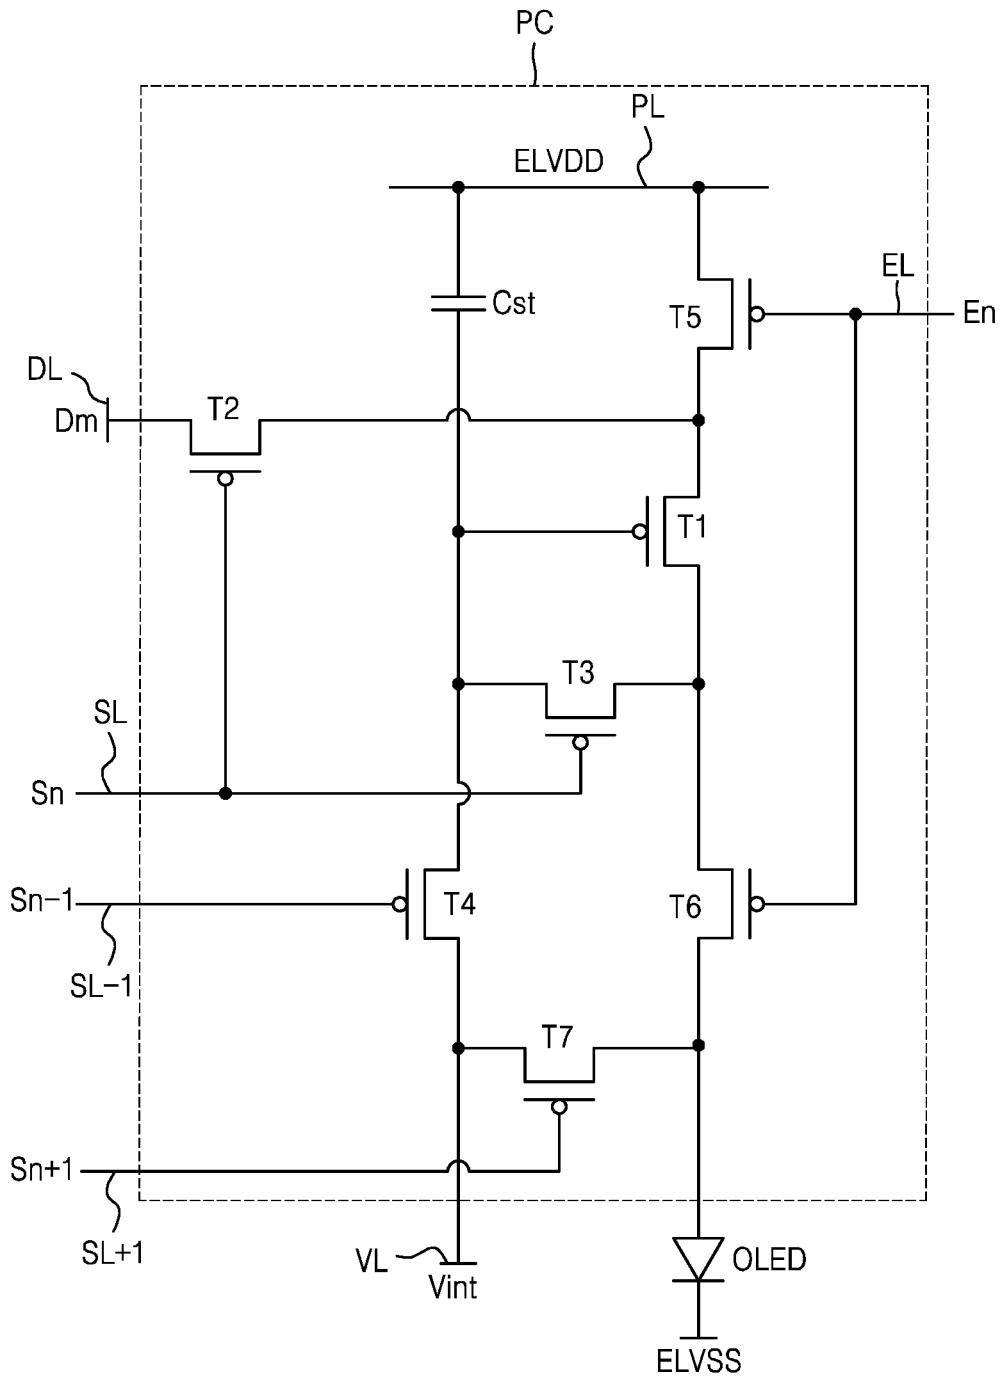 PC
PL
ELVDD
EL
Cst
T5
En
DL
T2
Dm
T1
T3
SL
Sn
Sn-1
T4
T6
SL-1
T7
Sn+1
SL+1
VL
OLED
Vint
ELVSS